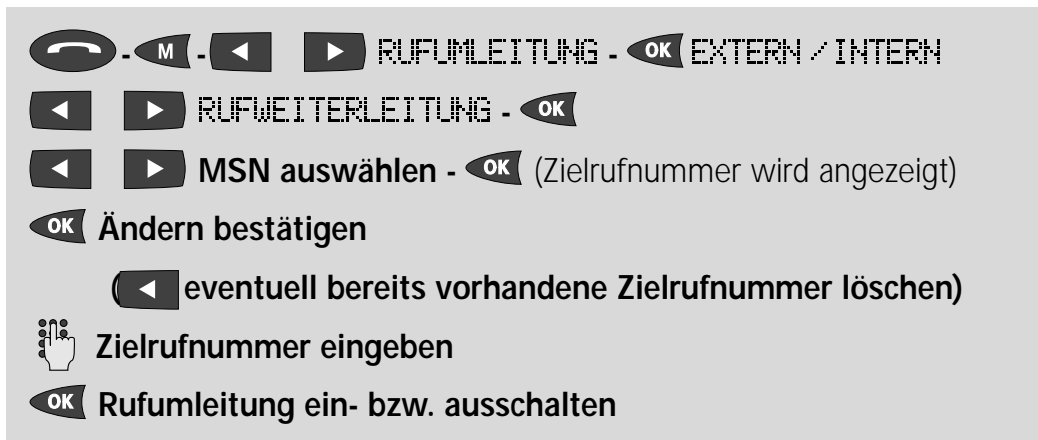 - M - RUFUMLEITUNG - OK EXTERN / INTERN
RUFWEITERLEITUNG - OK
MSN auswählen - OK (Zielrufnummer wird angezeigt)
OK Ändern bestätigen
( eventuell bereits vorhandene Zielrufnummer löschen)
Zielrufnummer eingeben
OK Rufumleitung ein- bzw. ausschalten